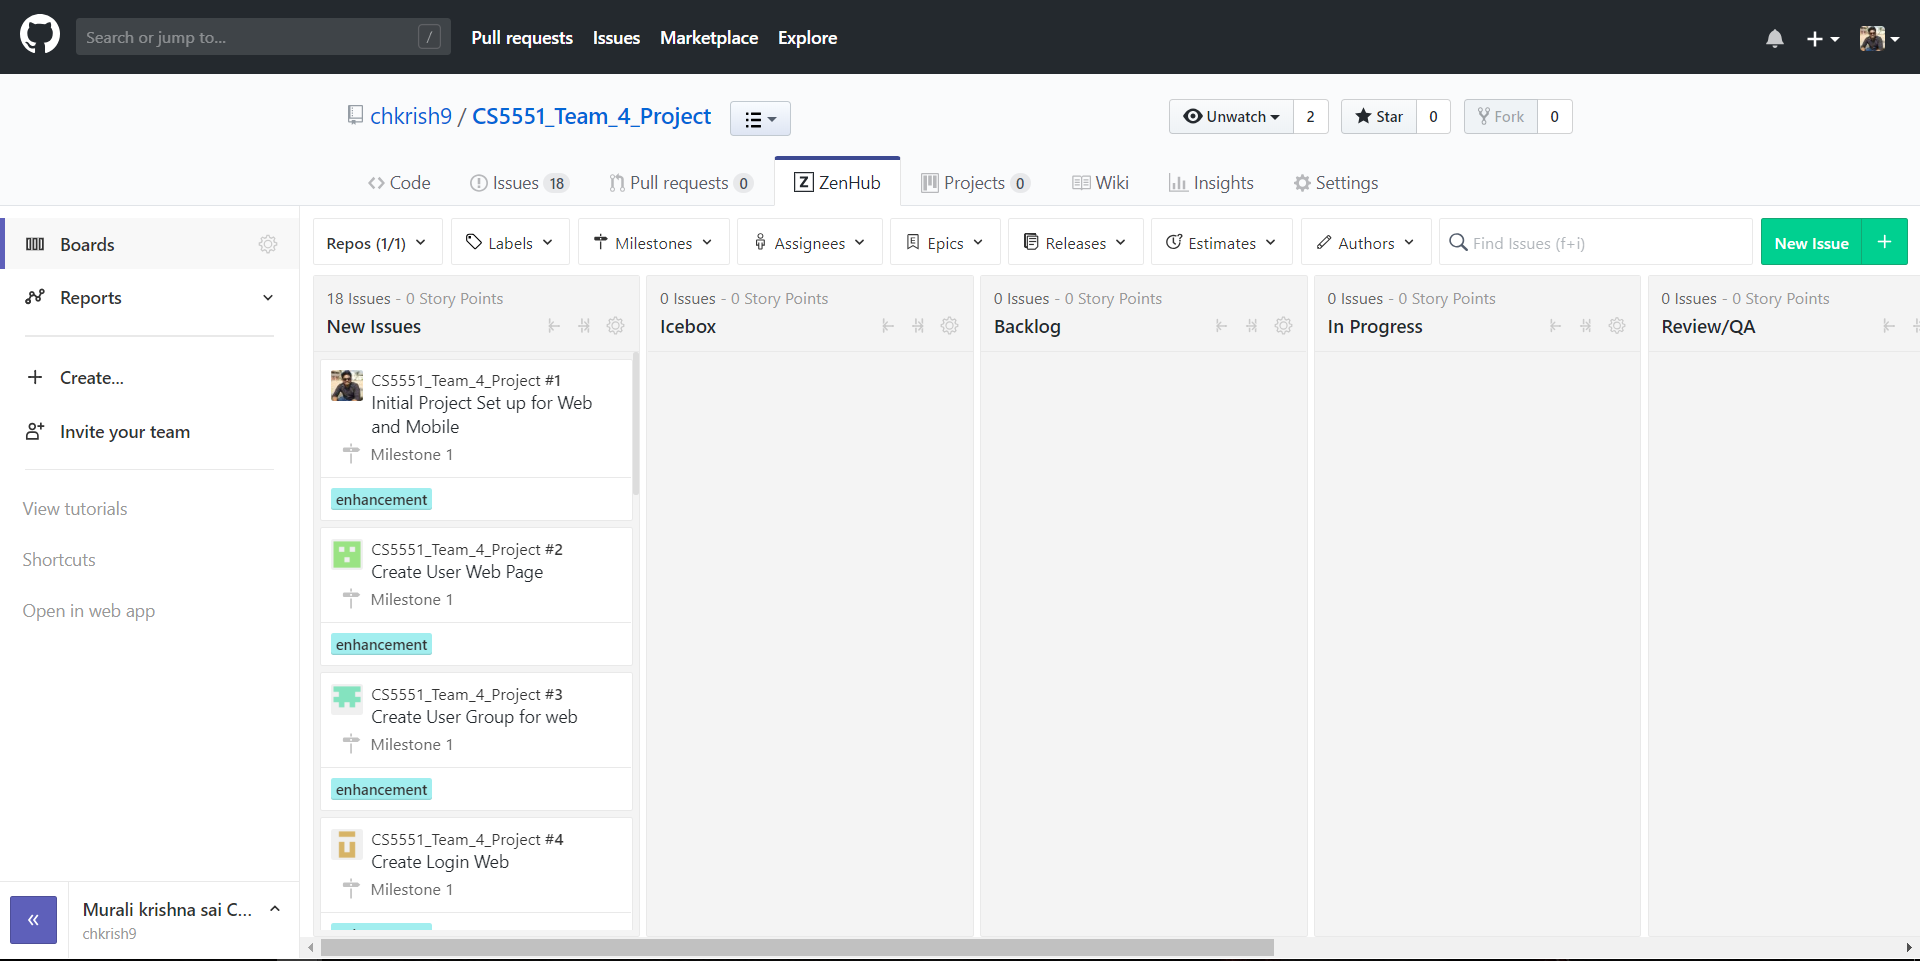 Search or jump to... /
Pull requests Issues Marketplace Explore
chkrish9 / CS5551_Team_4_Project
Unwatch 2 Star 0 Fork 0
Code Issues 18 Pull requests 0 Z ZenHub Projects 0 Wiki Insights Settings
Boards
Reports
Create...
Invite your team
View tutorials
Shortcuts
Open in web app
Murali krishna sai C...
chkrish9
Repos (1/1) Labels Milestones Assignees Epics Releases Estimates Authors Find Issues (f+i) New Issue +
18 Issues - 0 Story Points
New Issues
CS5551_Team_4_Project #1
Initial Project Set up for Web
and Mobile
Milestone 1
enhancement
CS5551_Team_4_Project #2
Create User Web Page
Milestone 1
enhancement
CS5551_Team_4_Project #3
Create User Group for web
Milestone 1
enhancement
CS5551_Team_4_Project #4
Create Login Web
Milestone 1
0 Issues - 0 Story Points
Icebox
0 Issues - 0 Story Points
Backlog
0 Issues - 0 Story Points
In Progress
0 Issues - 0 Story Points
Review/QA